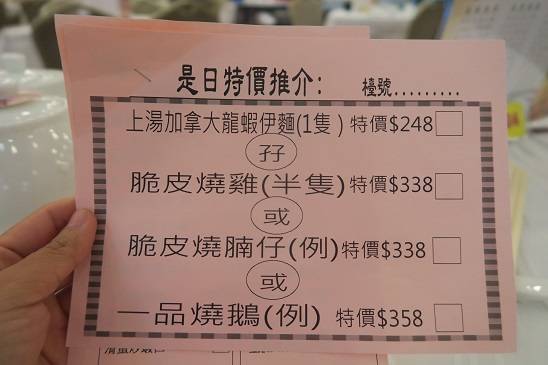 是日特價推介: 檯號.........
上湯加拿大龍蝦伊麵(1隻) 特價$248
孖
脆皮燒雞(半隻) 特價$338
或
脆皮燒腩仔(例) 特價$338
或
一品燒鵝(例) 特價$358